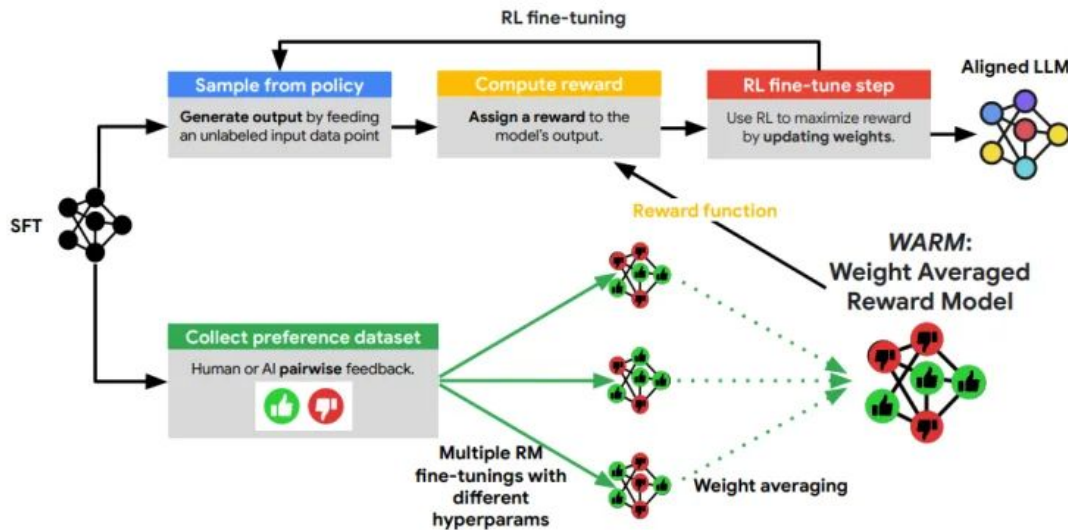 RL fine-tuning
Sample from policy
Generate output by feeding
an unlabeled input data point
Compute reward
Assign a reward to the
model's output.
RL fine-tune step
Use RL to maximize reward
by updating weights.
Aligned LLM
SFT
Reward function
WARM:
Weight Averaged
Reward Model
Collect preference dataset
Human or AI pairwise feedback.
Multiple RM
fine-tunings with
different
hyperparams
Weight averaging